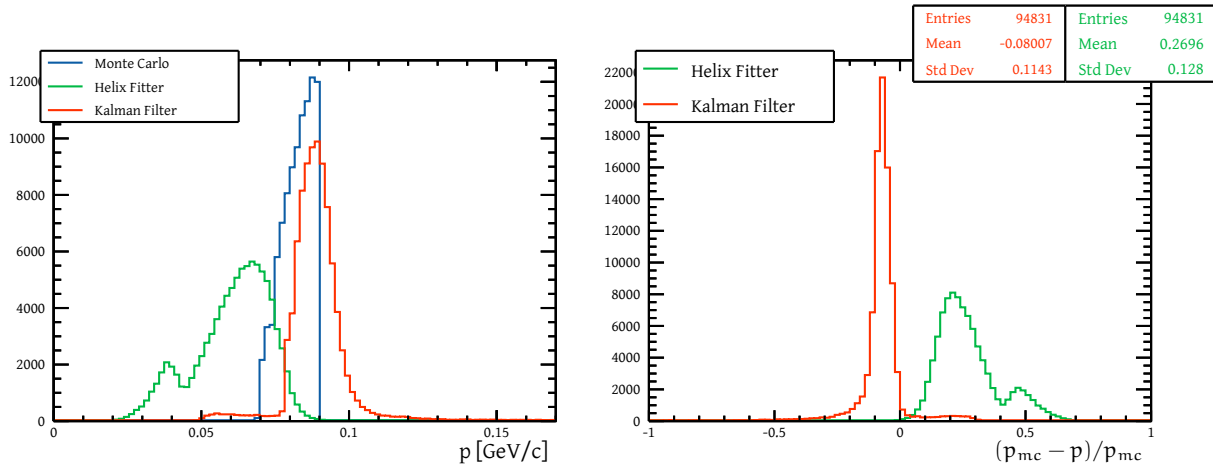 Monte Carlo
Helix Fitter
Kalman Filter
12000
10000
8000
6000
4000
2000
0
0 0.05 0.1 0.15
p [GeV/c]
Entries 94831 Entries 94831
Mean -0.08007 Mean 0.2696
Std Dev 0.1143 Std Dev 0.128
Helix Fitter
Kalman Filter
22000
20000
18000
16000
14000
12000
10000
8000
6000
4000
2000
0
-1 -0.5 0 0.5 1
(p_mc − p)/p_mc